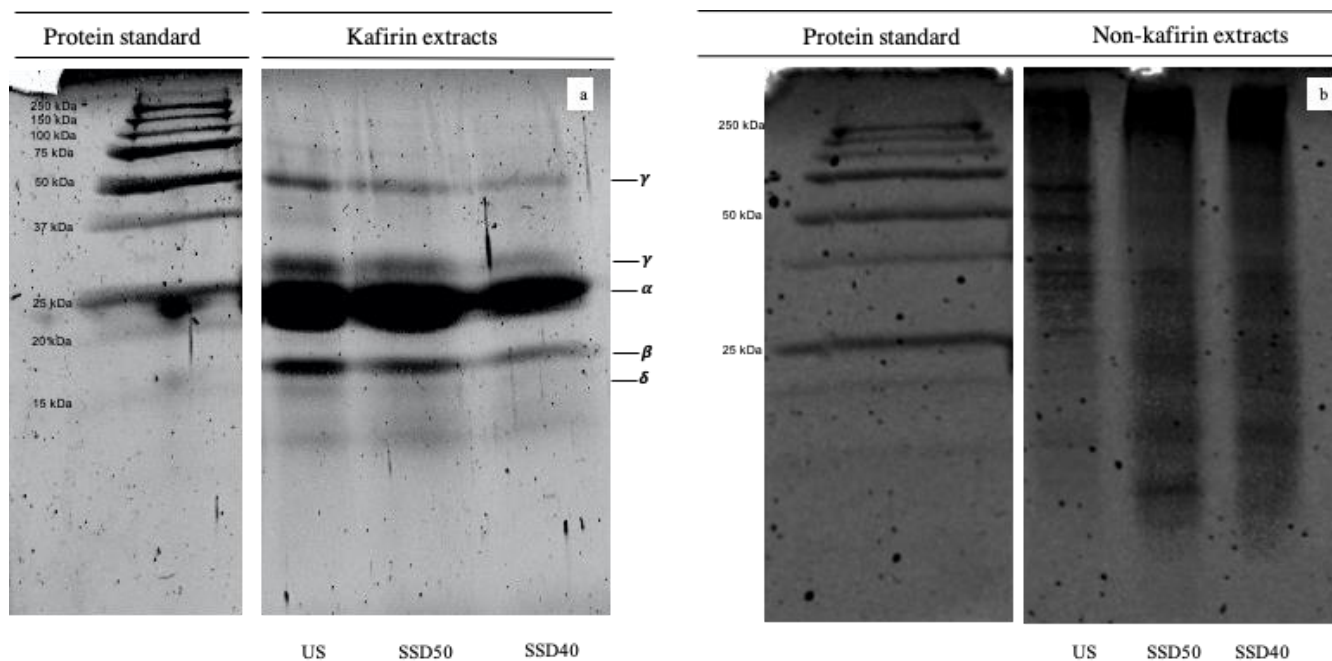 Protein standard
Kafirin extracts
a
250 kDa
150 kDa
100 kDa
75 kDa
50 kDa
37 kDa
25 kDa
20 kDa
15 kDa
γ
γ
α
β
δ
US SSD50 SSD40
Protein standard
Non-kafirin extracts
b
250 kDa
50 kDa
25 kDa
US SSD50 SSD40